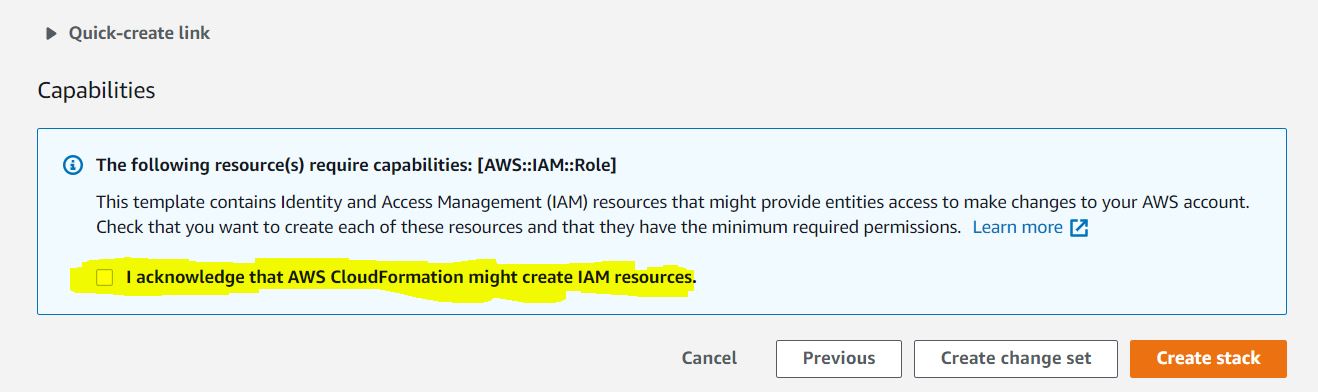 Quick-create link
Capabilities
The following resource(s) require capabilities: [AWS::IAM::Role]
This template contains Identity and Access Management (IAM) resources that might provide entities access to make changes to your AWS account.
Check that you want to create each of these resources and that they have the minimum required permissions. Learn more
I acknowledge that AWS CloudFormation might create IAM resources.
Cancel Previous Create change set Create stack